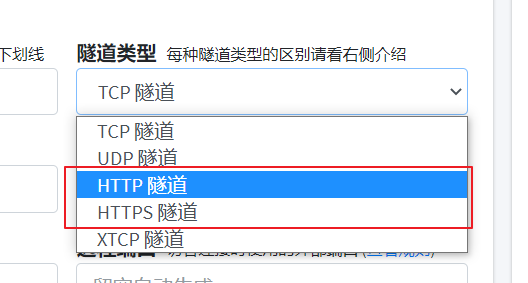 下划线
隧道类型 每种隧道类型的区别请看右侧介绍
TCP 隧道
TCP 隧道
UDP 隧道
HTTP 隧道
HTTPS 隧道
XTCP 隧道